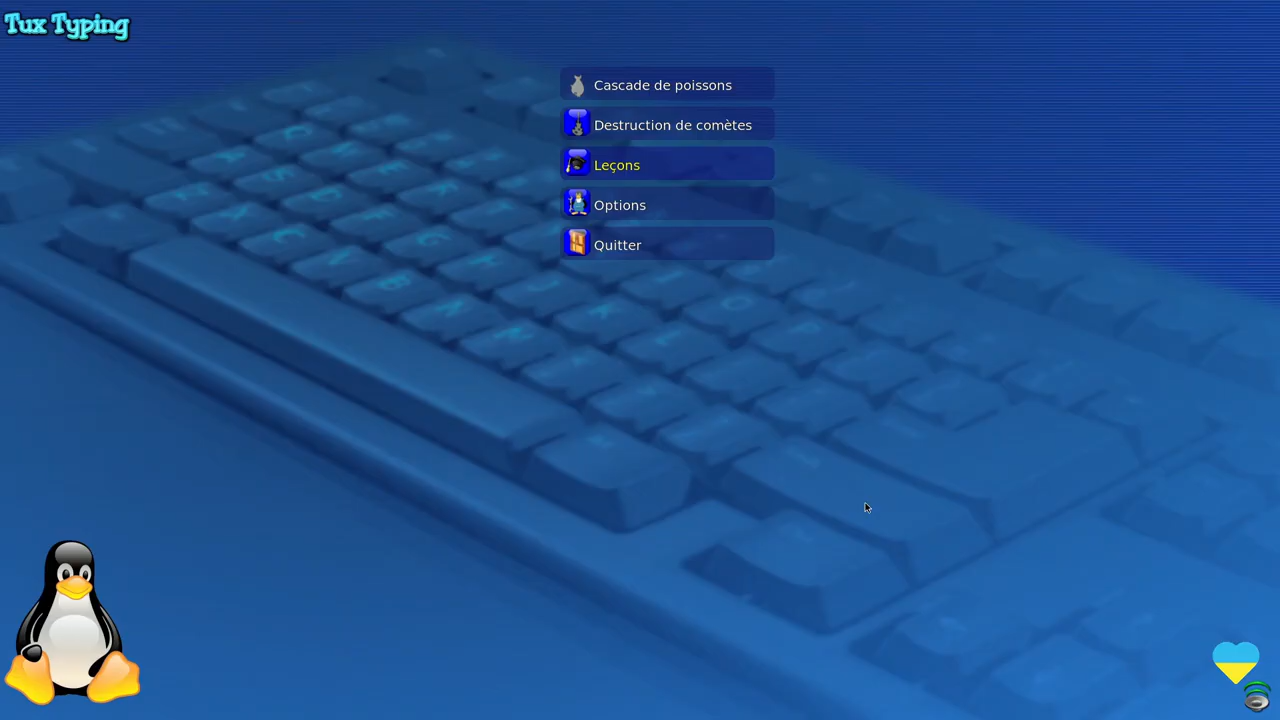 Tux Typing
Cascade de poissons
Destruction de comètes
Leçons
Options
Quitter